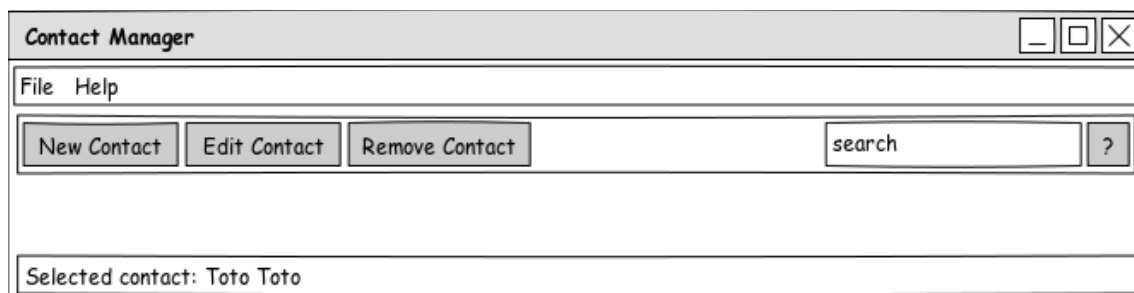 Contact Manager
File Help
New Contact Edit Contact Remove Contact search ?
Selected contact: Toto Toto